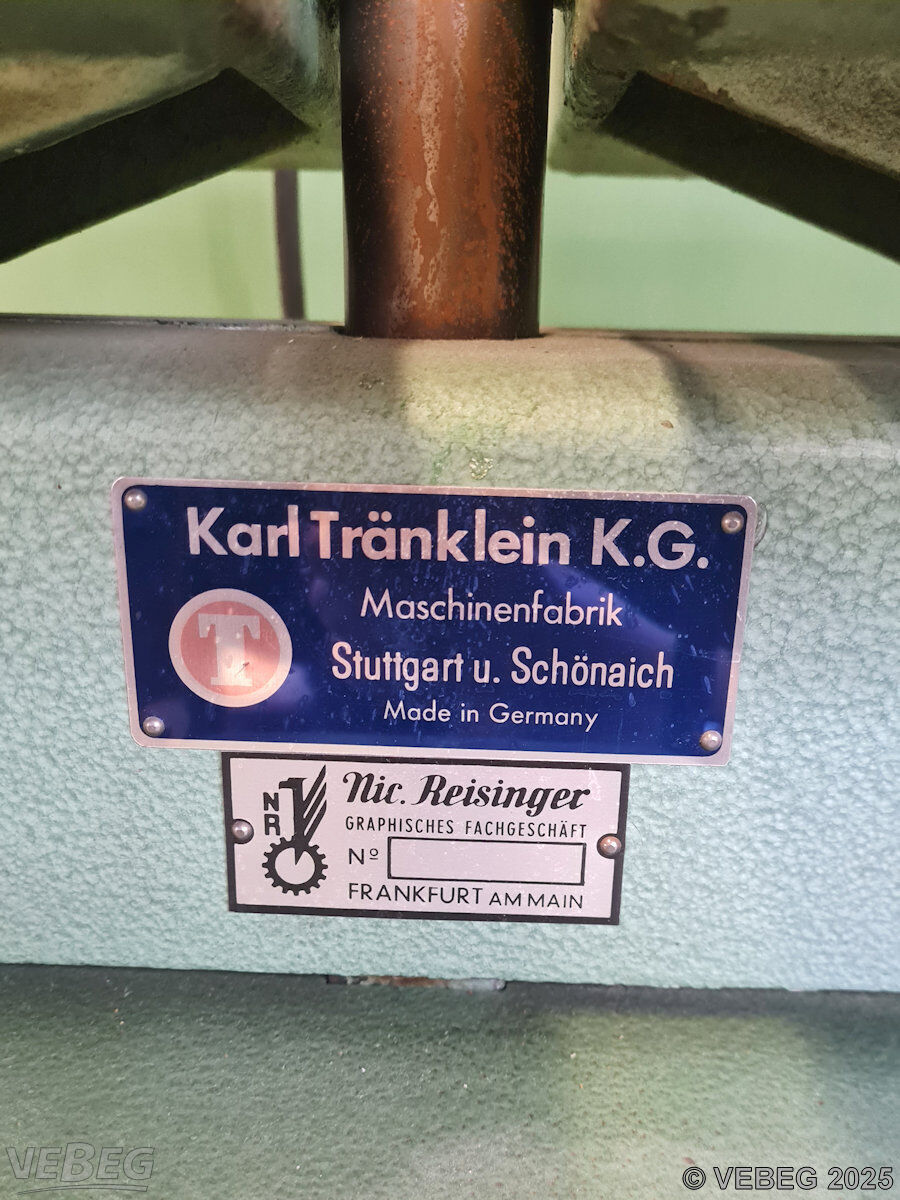 Karl Tränklein K.G.
Maschinenfabrik
T
Stuttgart u. Schönaich
Made in Germany
NR
Nic. Reisinger
GRAPHISCHES FACHGESCHÄFT
Nº
FRANKFURT AM MAIN
VEBEG
© VEBEG 2025